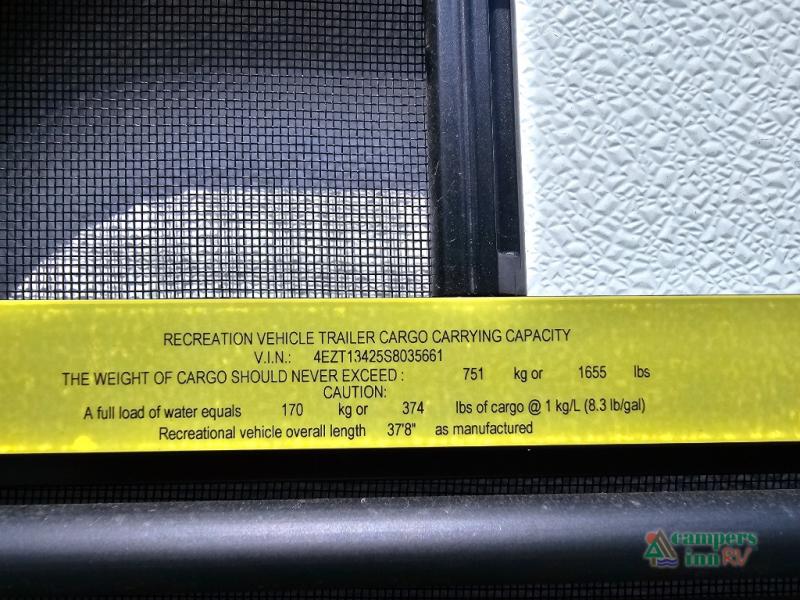 RECREATION VEHICLE TRAILER CARGO CARRYING CAPACITY
V.I.N.: 4EZT13425S8035661
THE WEIGHT OF CARGO SHOULD NEVER EXCEED : 751 kg or 1655 lbs
CAUTION:
A full load of water equals 170 kg or 374 lbs of cargo @ 1 kg/L (8.3 lb/gal)
Recreational vehicle overall length 37'8" as manufactured
campers
inn RV